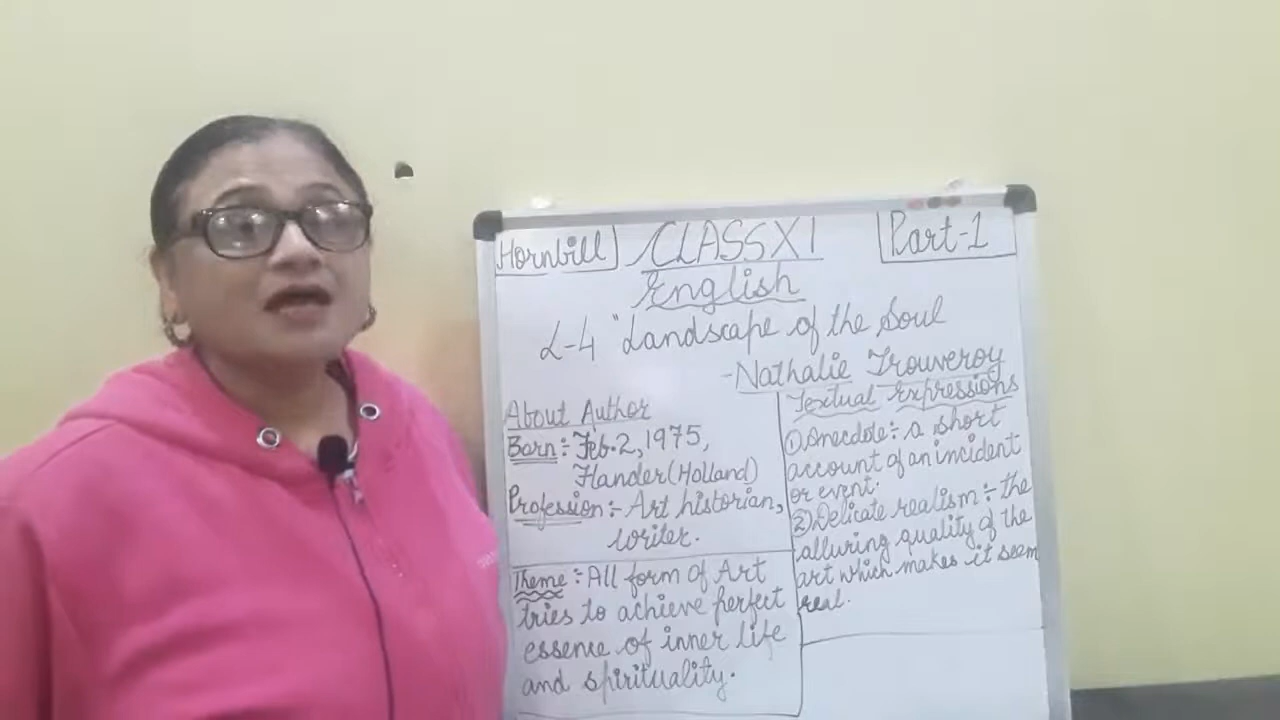 Hornbill
CLASS XI
Part-1
English
L-4 "Landscape of the Soul
-Nathalie Trouveroy
About Author
Born:- Feb. 2, 1975,
Flander (Holland)
Profession:- Art historian,
writer.
Theme:- All form of Art
tries to achieve perfect
essence of inner life
and spirituality.
Textual Expressions
① Anecdote:- a short
account of an incident
or event.
② Delicate realism:- the
alluring quality of the
art which makes it seem
real.